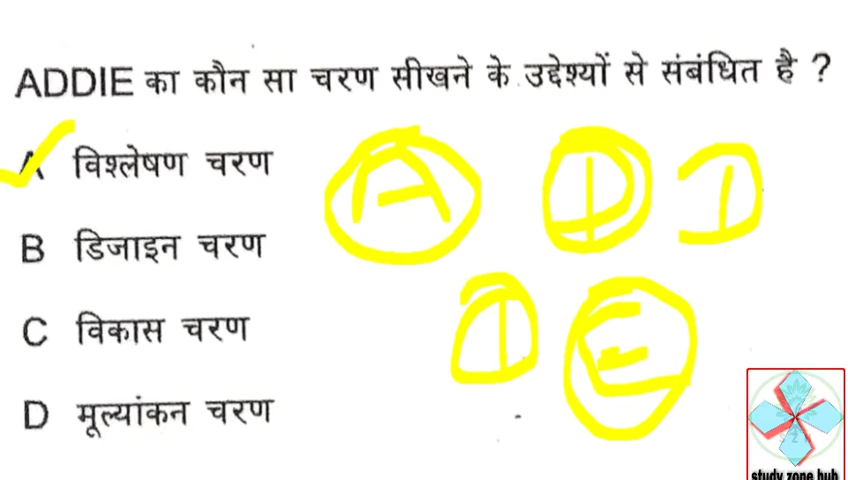 ADDIE का कौन सा चरण सीखने के उद्देश्यों से संबंधित है ?
A विश्लेषण चरण
B डिजाइन चरण
C विकास चरण
D मूल्यांकन चरण
A D D
I E
study zone hub